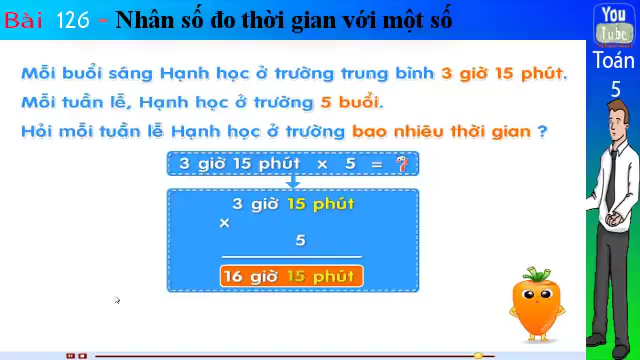 Bài 126 - Nhân số đo thời gian với một số
You
Tube
Toán
5
Mỗi buổi sáng Hạnh học ở trường trung bình 3 giờ 15 phút.
Mỗi tuần lễ, Hạnh học ở trường 5 buổi.
Hỏi mỗi tuần lễ Hạnh học ở trường bao nhiêu thời gian ?
3 giờ 15 phút x 5 = ?
3 giờ 15 phút
x
5
16 giờ 15 phút